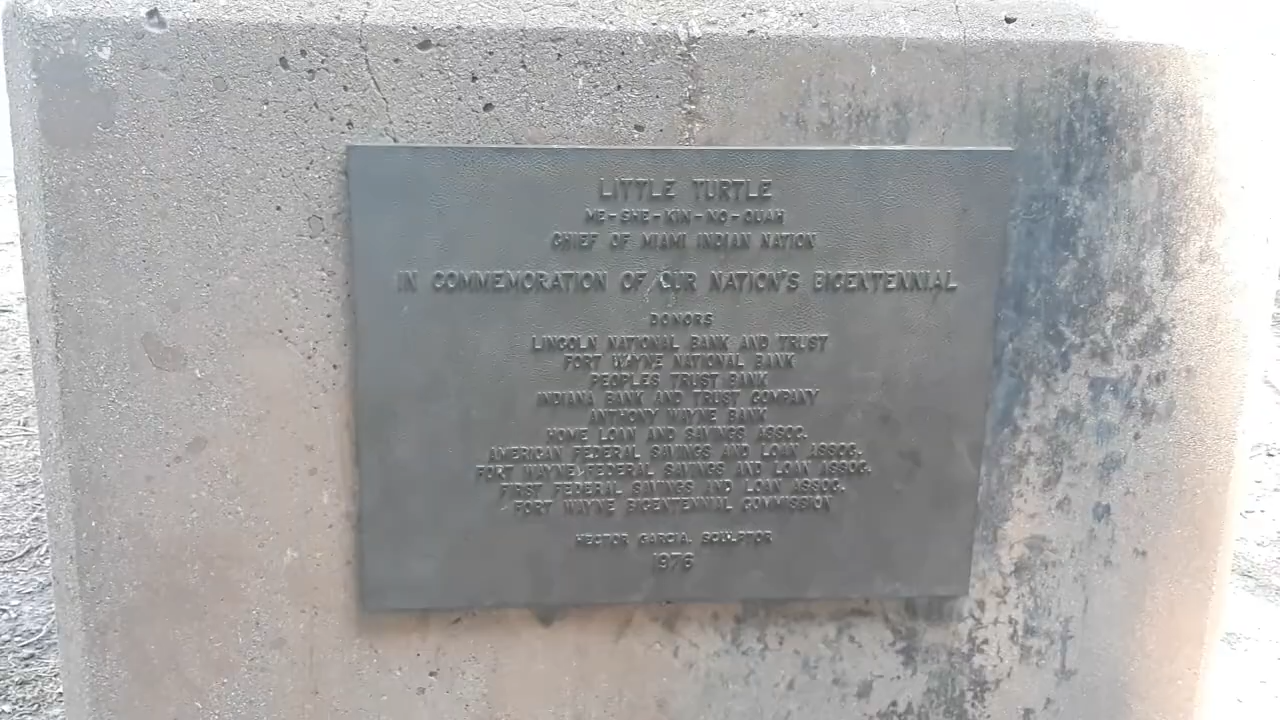 LITTLE TURTLE
ME-SHE-KIN-NO-QUAH
CHIEF OF MIAMI INDIAN NATION
IN COMMEMORATION OF OUR NATION'S BICENTENNIAL
DONORS
LINCOLN NATIONAL BANK AND TRUST
FORT WAYNE NATIONAL BANK
PEOPLES TRUST BANK
INDIANA BANK AND TRUST COMPANY
ANTHONY WAYNE BANK
HOME LOAN AND SAVINGS ASSOC.
AMERICAN FEDERAL SAVINGS AND LOAN ASSOC.
FORT WAYNE FEDERAL SAVINGS AND LOAN ASSOC.
FIRST FEDERAL SAVINGS AND LOAN ASSOC.
FORT WAYNE BICENTENNIAL COMMISSION
HECTOR GARCIA, SCULPTOR
1976